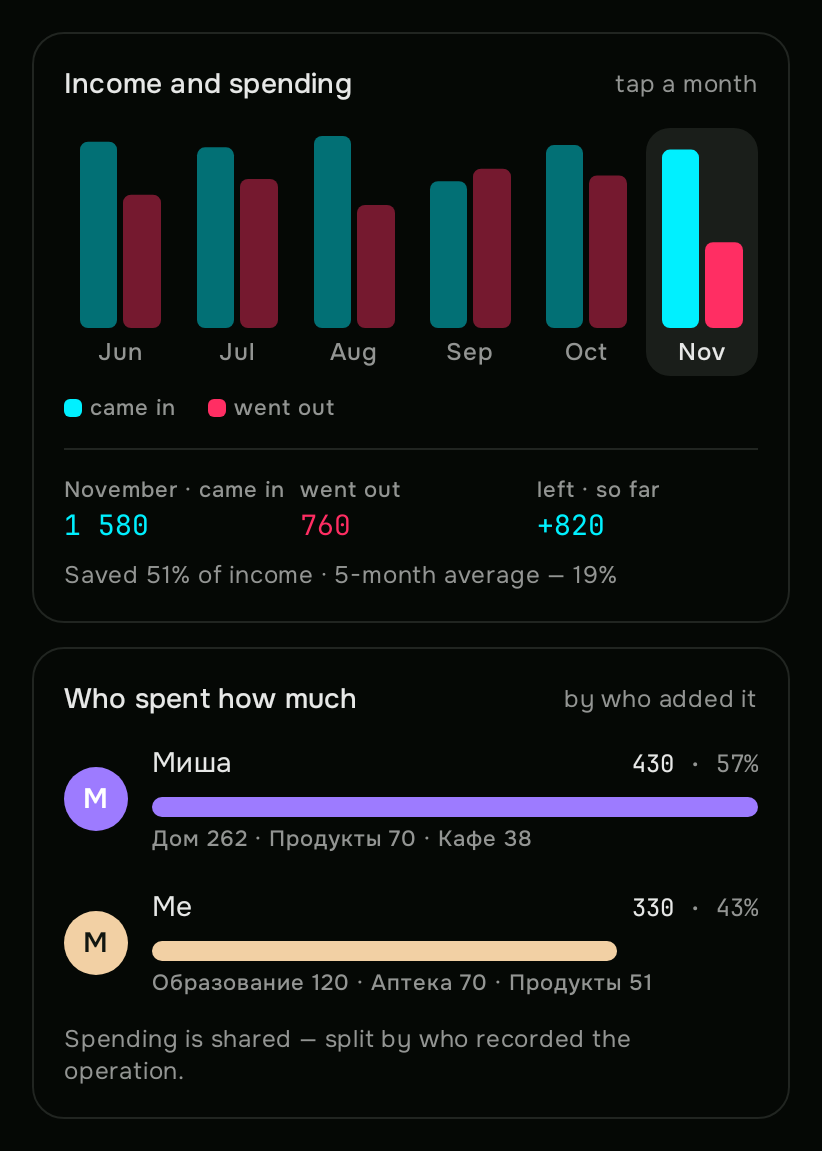 Income and spending tap a month
Jun Jul Aug Sep Oct Nov
came in went out
November · came in went out left · so far
1 580 760 +820
Saved 51% of income · 5-month average — 19%
Who spent how much by who added it
Миша 430 · 57%
М
Дом 262 · Продукты 70 · Кафе 38
Me 330 · 43%
M
Образование 120 · Аптека 70 · Продукты 51
Spending is shared — split by who recorded the
operation.